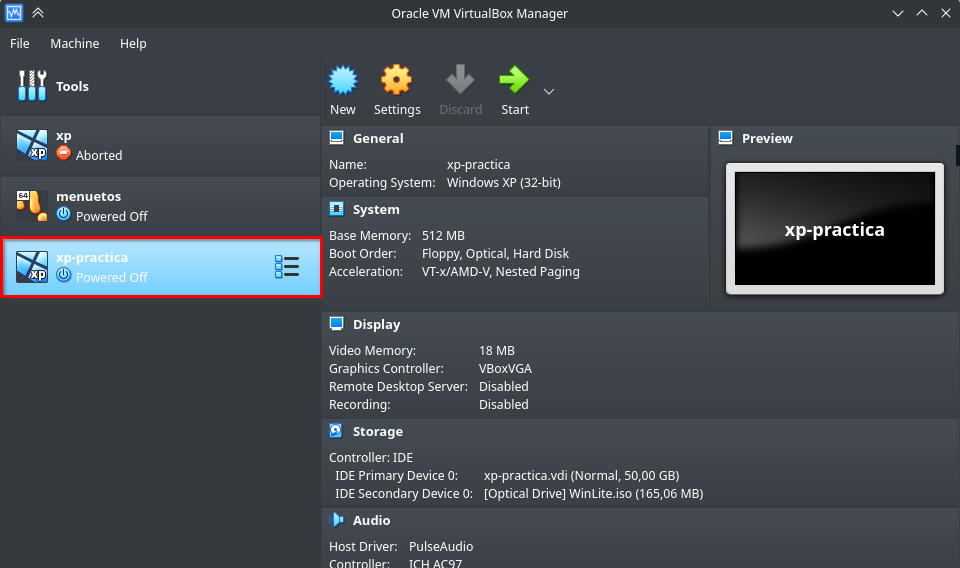 Oracle VM VirtualBox Manager
File Machine Help
Tools
xp
Aborted
menuetos
Powered Off
xp-practica
Powered Off
New Settings Discard Start
General
Name: xp-practica
Operating System: Windows XP (32-bit)
System
Base Memory: 512 MB
Boot Order: Floppy, Optical, Hard Disk
Acceleration: VT-x/AMD-V, Nested Paging
Preview
xp-practica
Display
Video Memory: 18 MB
Graphics Controller: VBoxVGA
Remote Desktop Server: Disabled
Recording: Disabled
Storage
Controller: IDE
IDE Primary Device 0: xp-practica.vdi (Normal, 50,00 GB)
IDE Secondary Device 0: [Optical Drive] WinLite.iso (165,06 MB)
Audio
Host Driver: PulseAudio
Controller: ICH AC97